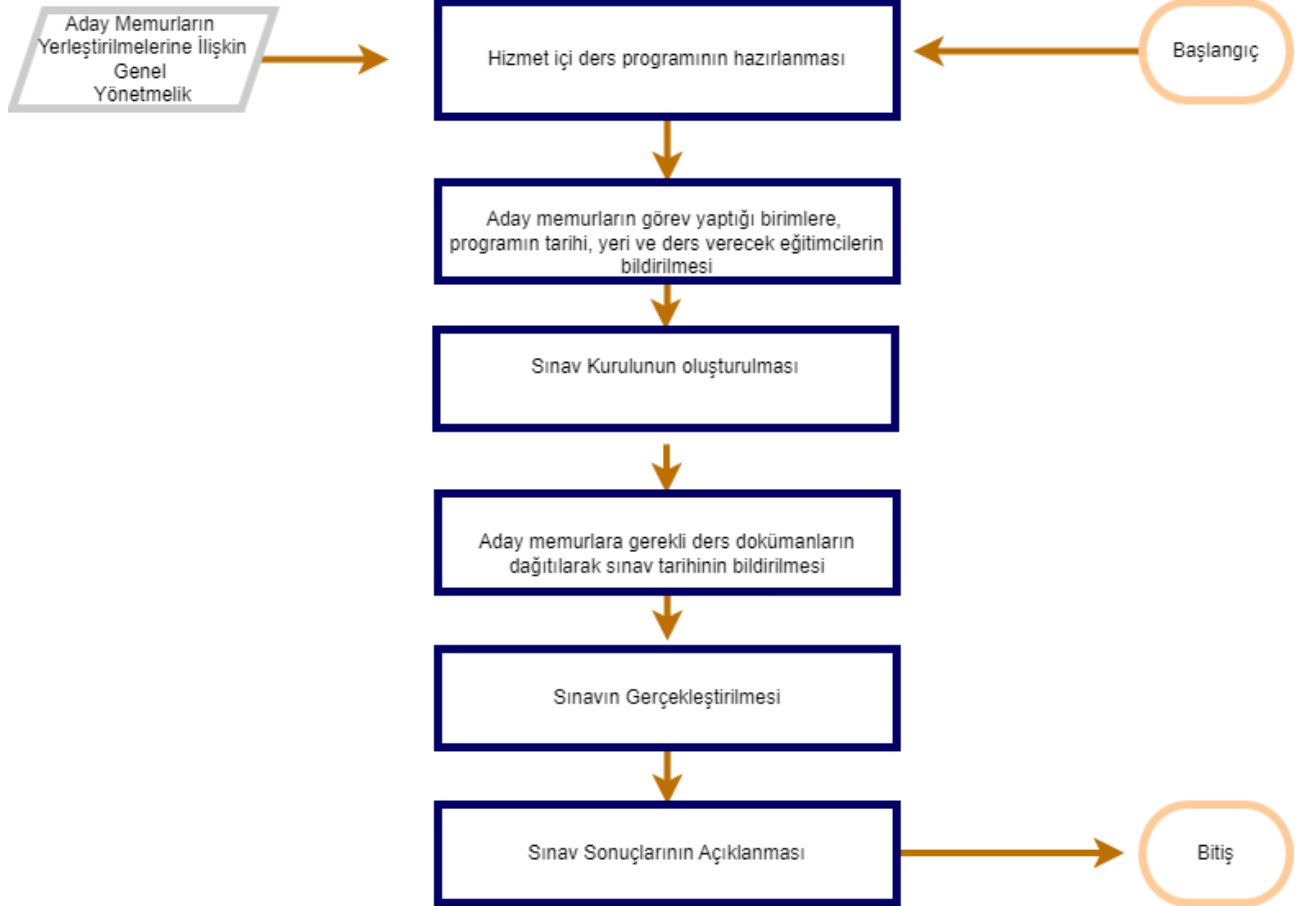 Aday Memurların
Yerleştirilmelerine İlişkin
Genel
Yönetmelik
Hizmet içi ders programının hazırlanması
Başlangıç
Aday memurların görev yaptığı birimlere,
programın tarihi, yeri ve ders verecek eğitimcilerin
bildirilmesi
Sınav Kurulunun oluşturulması
Aday memurlara gerekli ders dokümanların
dağıtılarak sınav tarihinin bildirilmesi
Sınavın Gerçekleştirilmesi
Sınav Sonuçlarının Açıklanması
Bitiş